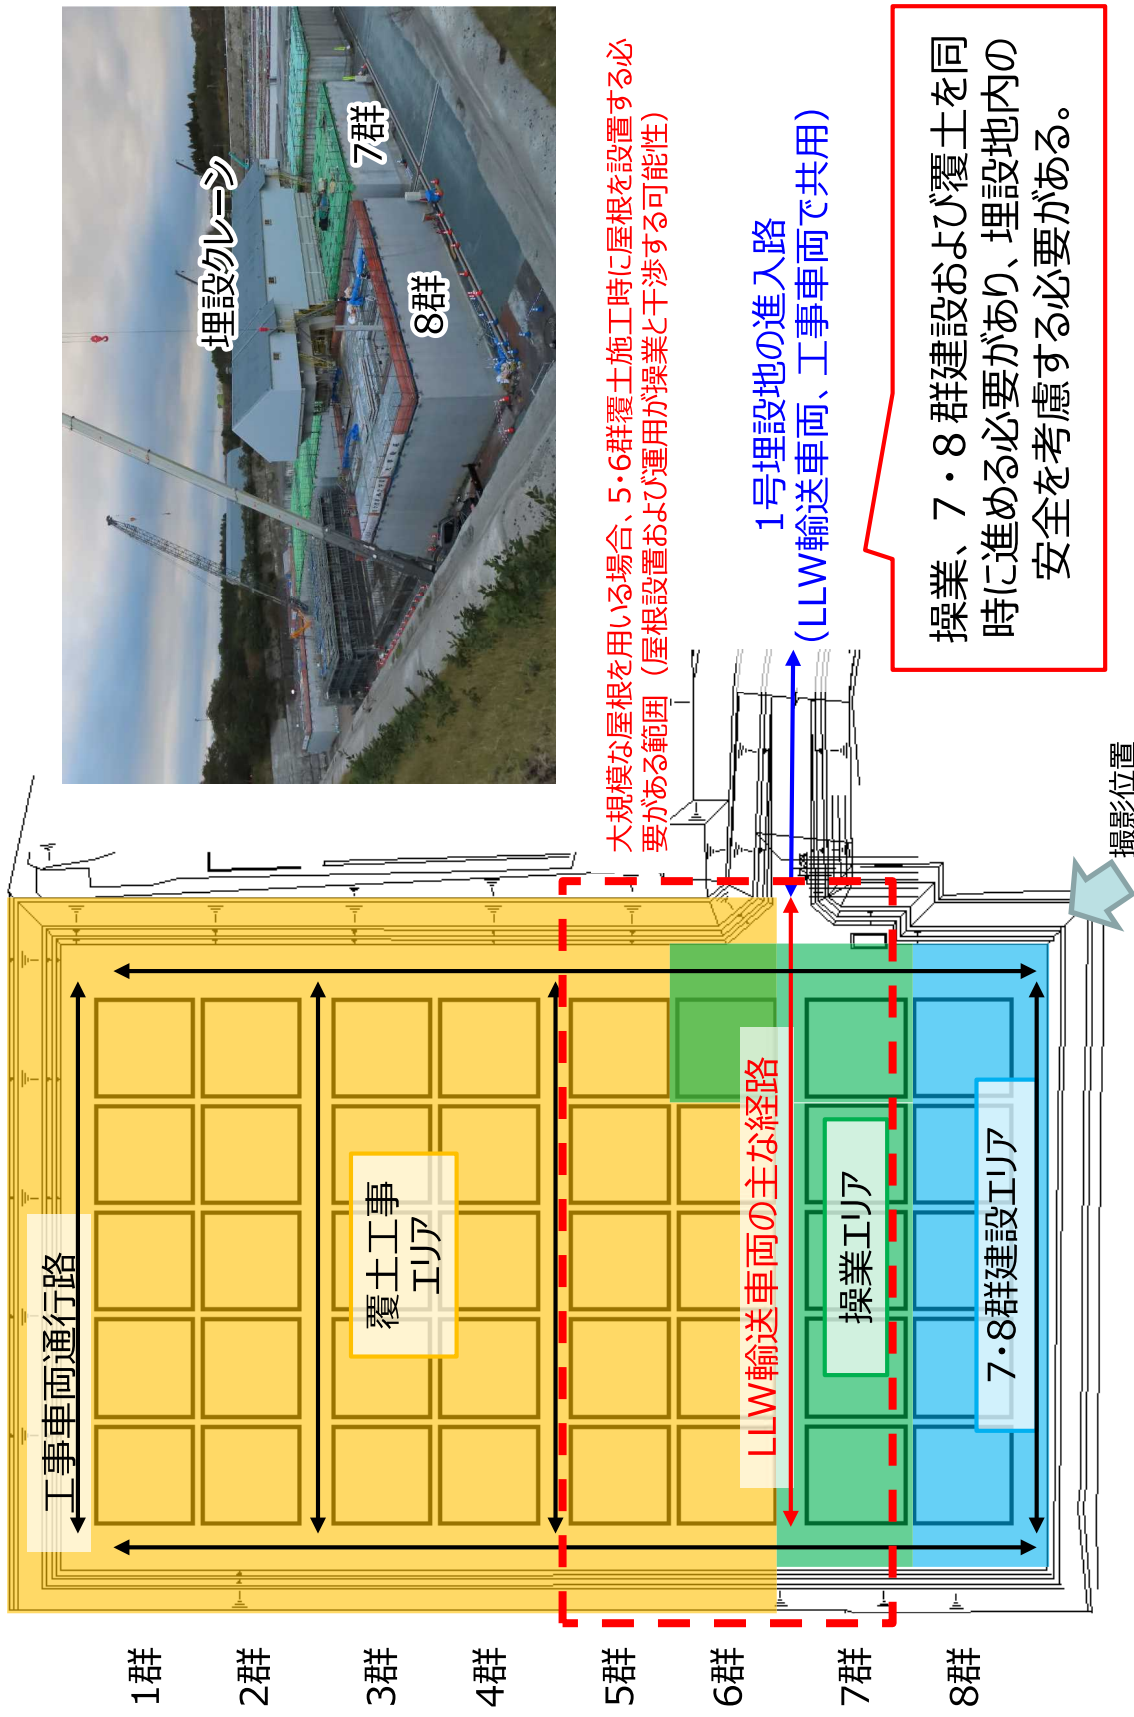 埋設クレーン
7群
8群
大規模な屋根を用いる場合、5・6群覆土施工時に屋根を設置する必
要がある範囲（屋根設置および運用が操業と干渉する可能性）
1号埋設地の進入路
（LLW輸送車両、工事車両で共用）
操業、7・8群建設および覆土を同
時に進める必要があり、埋設地内の
安全を考慮する必要がある。
撮影位置
工事車両通行路
覆土工事
エリア
LLW輸送車両の主な経路
操業エリア
7・8群建設エリア
1群
2群
3群
4群
5群
6群
7群
8群